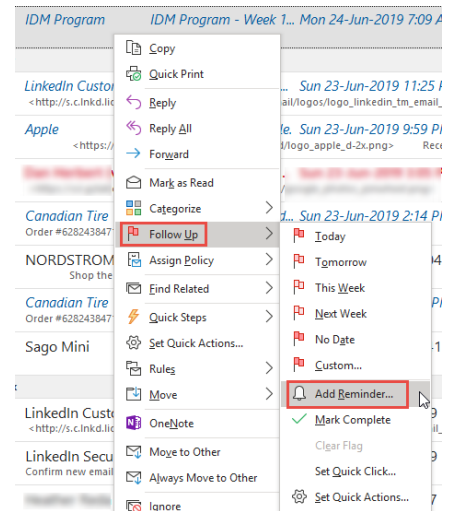 IDM Program IDM Program - Week 1... Mon 24-Jun-2019 7:09 A
Copy
Quick Print
LinkedIn Custo ... Sun 23-Jun-2019 11:25
<http://s.c.lnkd.lic ail/logos/logo_linkedin_tm_email_
Reply
Apple le. Sun 23-Jun-2019 9:59 P
Reply All
<https:/ d/logo_apple_d-2x.png> Rece
Forward
Mark as Read
Canadian Tire d... Sun 23-Jun-2019 2:14 P
Categorize
Order #628243847
Follow Up
Today
NORDSTROM
Assign Policy
Tomorrow
Shop the
Find Related
This Week
Canadian Tire
Order #628243847
Quick Steps
Next Week
Sago Mini
Set Quick Actions...
No Date
Rules
Custom...
Move
Add Reminder...
LinkedIn Custo
OneNote
Mark Complete
<http://s.c.lnkd.lic
Move to Other
Clear Flag
LinkedIn Secu
Confirm new email
Always Move to Other
Set Quick Click...
Ignore
Set Quick Actions...